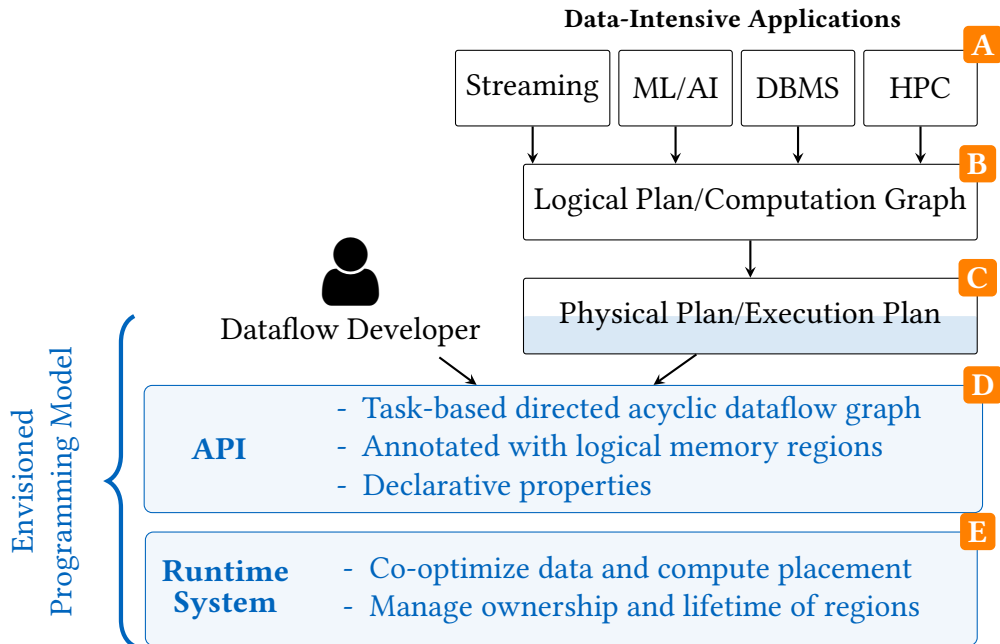 Data-Intensive Applications
A
Streaming
ML/AI
DBMS
HPC
B
Logical Plan/Computation Graph
C
Physical Plan/Execution Plan
Dataflow Developer
Envisioned
Programming Model
D
API
- Task-based directed acyclic dataflow graph
- Annotated with logical memory regions
- Declarative properties
E
Runtime
System
- Co-optimize data and compute placement
- Manage ownership and lifetime of regions